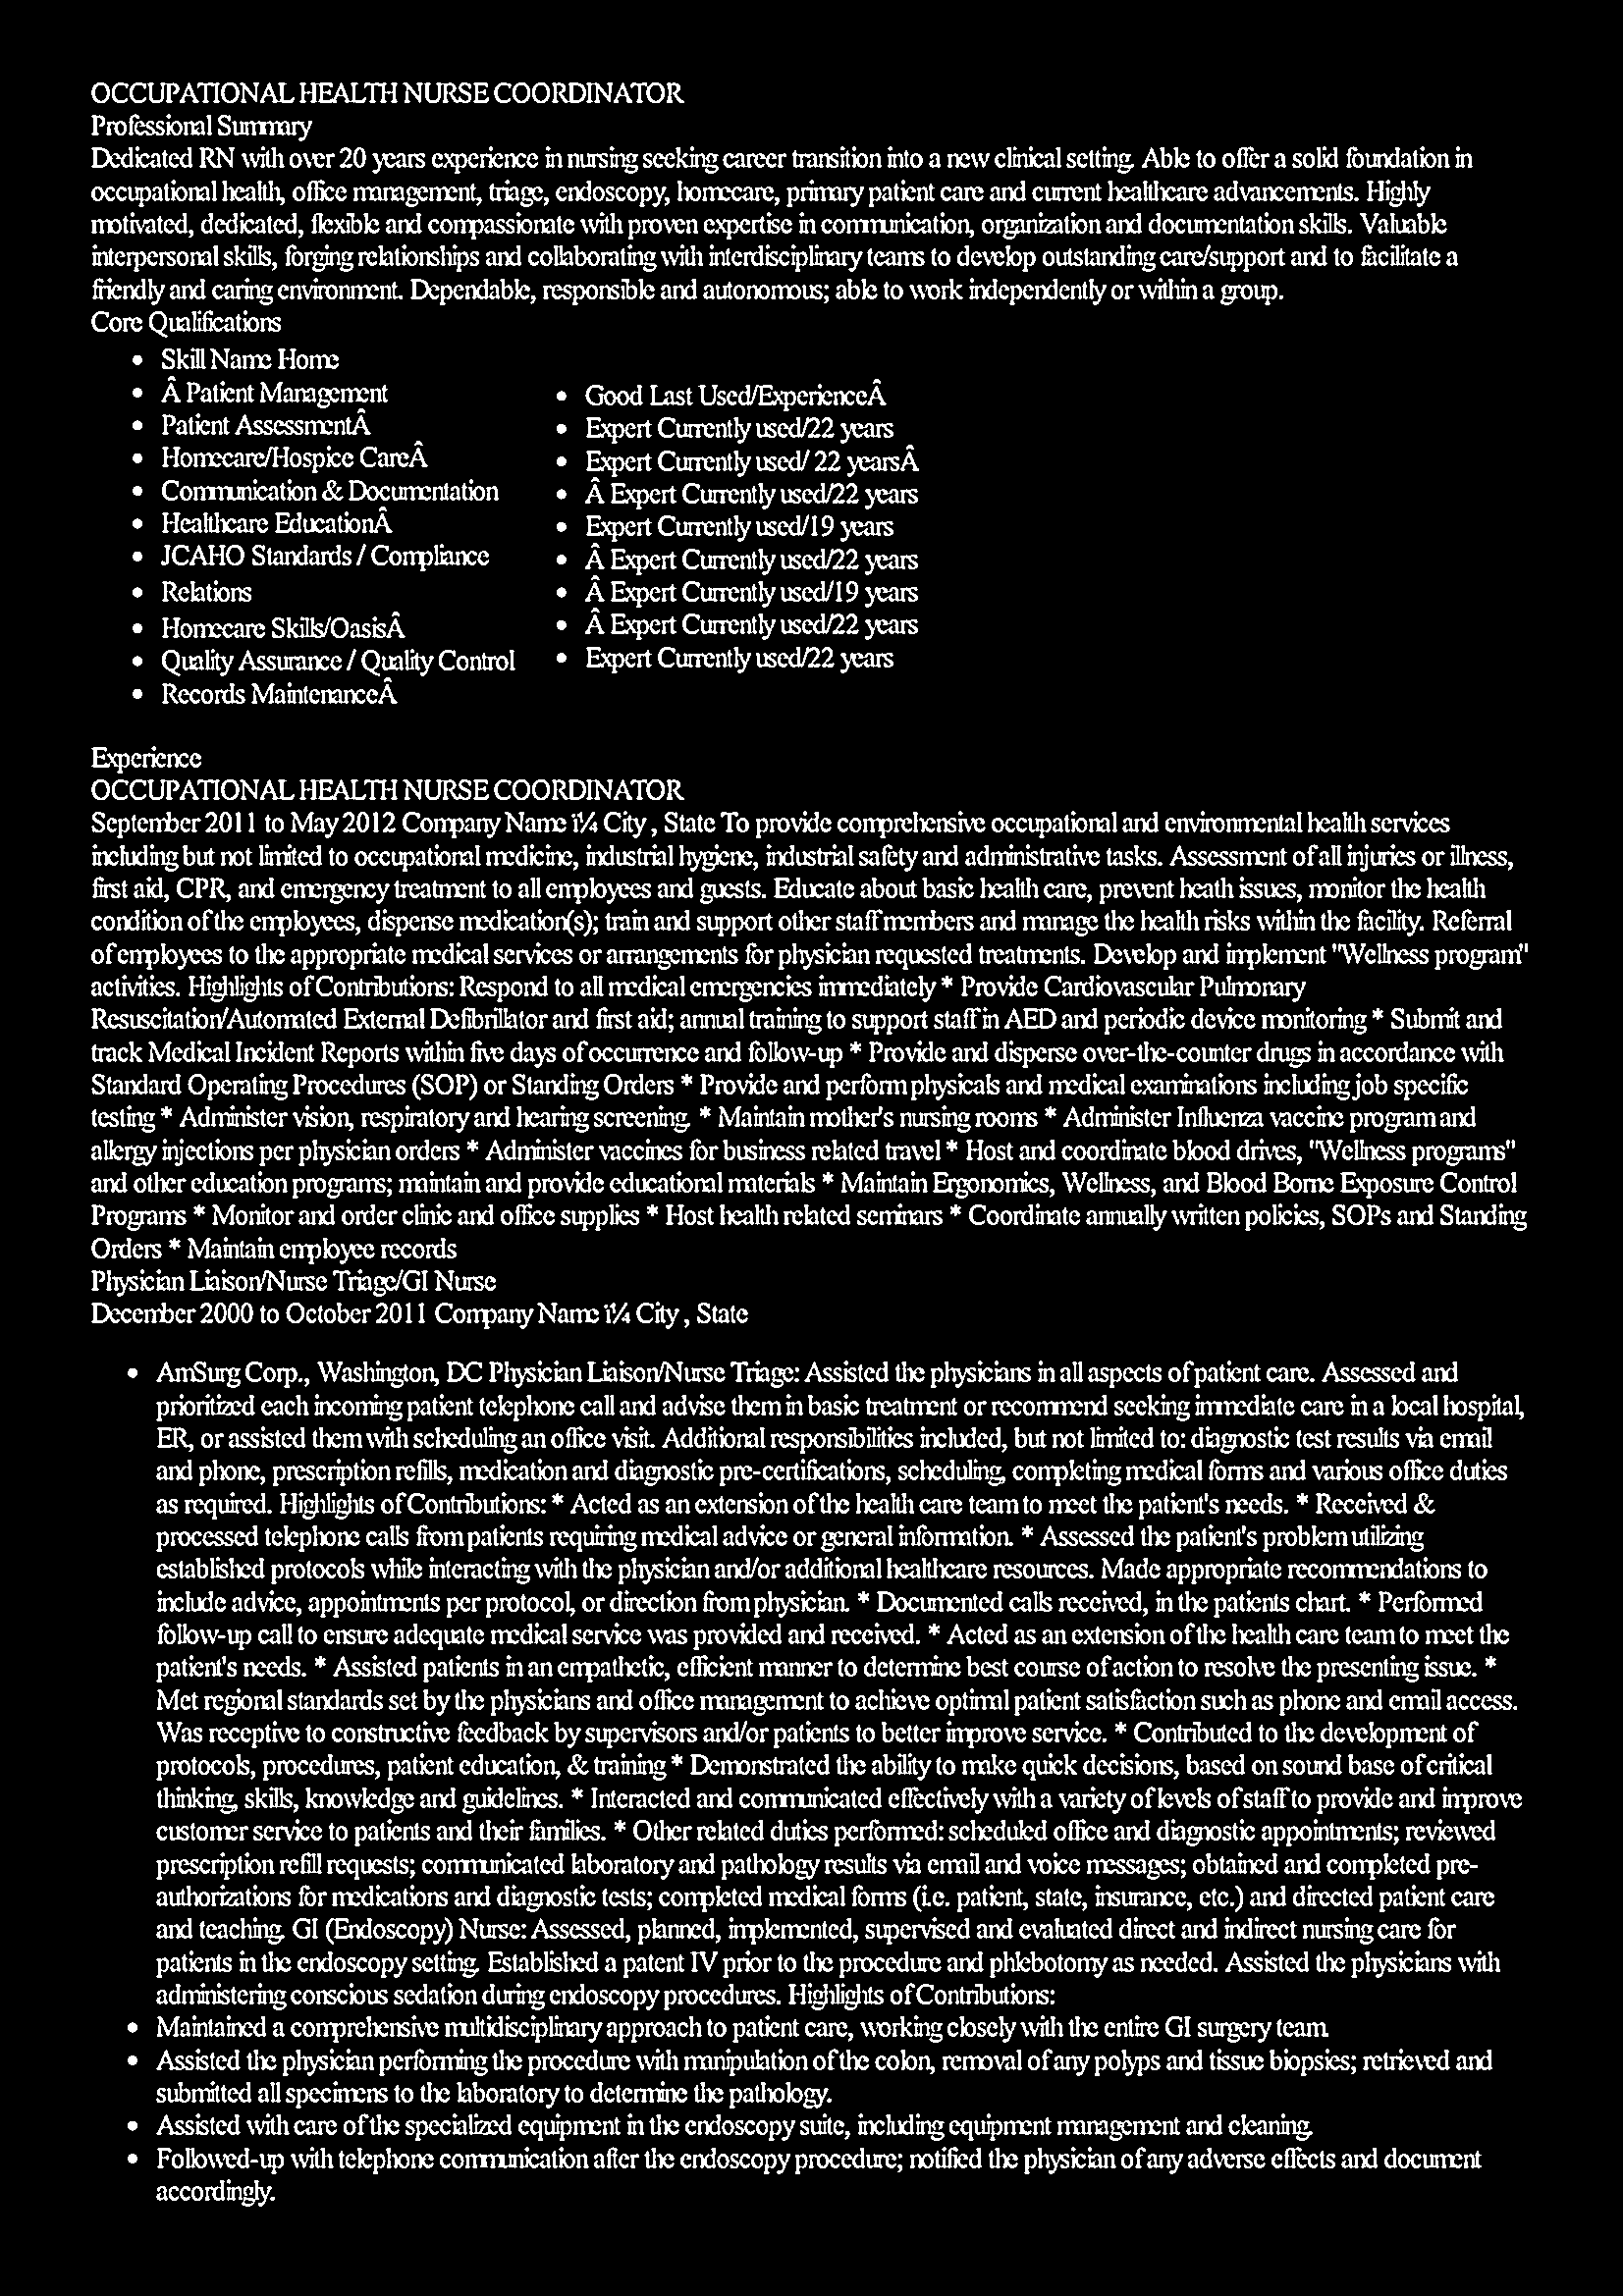 OCCUPATIONAL HEALTH NURSE COORDINATOR
Professional Summary
Dedicated RN with over 20 years experience in nursing seeking career transition into a new clinical setting. Able to offer a solid foundation in
occupational health, office management, triage, endoscopy, homecare, primary patient care and current healthcare advancements. Highly
motivated, dedicated, flexible and compassionate with proven expertise in communication, organization and documentation skills. Valuable
interpersonal skills, forging relationships and collaborating with interdisciplinary teams to develop outstanding care/support and to facilitate a
friendly and caring environment. Dependable, responsible and autonomous; able to work independently or within a group.
Core Qualifications
• Skill Name Home
• Â Patient Management
• Patient AssessmentÂ
• Homecare/Hospice CareÂ
• Communication & Documentation
• Healthcare EducationÂ
• JCAHO Standards / Compliance
• Relations
• Homecare Skills/OasisÂ
• Quality Assurance / Quality Control
• Records MaintenanceÂ
• Good Last Used/ExperienceÂ
• Expert Currently used/22 years
• Expert Currently used/ 22 yearsÂ
• Â Expert Currently used/22 years
• Expert Currently used/19 years
• Â Expert Currently used/22 years
• Â Expert Currently used/19 years
• Â Expert Currently used/22 years
• Expert Currently used/22 years
Experience
OCCUPATIONAL HEALTH NURSE COORDINATOR
September 2011 to May 2012 Company Name ï¼ City , State To provide comprehensive occupational and environmental health services
including but not limited to occupational medicine, industrial hygiene, industrial safety and administrative tasks. Assessment of all injuries or illness,
first aid, CPR, and emergency treatment to all employees and guests. Educate about basic health care, prevent heath issues, monitor the health
condition of the employees, dispense medication(s); train and support other staff members and manage the health risks within the facility. Referral
of employees to the appropriate medical services or arrangements for physician requested treatments. Develop and implement "Wellness program"
activities. Highlights of Contributions: Respond to all medical emergencies immediately * Provide Cardiovascular Pulmonary
Resuscitation/Automated External Defibrillator and first aid; annual training to support staff in AED and periodic device monitoring * Submit and
track Medical Incident Reports within five days of occurrence and follow-up * Provide and disperse over-the-counter drugs in accordance with
Standard Operating Procedures (SOP) or Standing Orders * Provide and perform physicals and medical examinations including job specific
testing * Administer vision, respiratory and hearing screening. * Maintain mother's nursing rooms * Administer Influenza vaccine program and
allergy injections per physician orders * Administer vaccines for business related travel * Host and coordinate blood drives, "Wellness programs"
and other education programs; maintain and provide educational materials * Maintain Ergonomics, Wellness, and Blood Borne Exposure Control
Programs * Monitor and order clinic and office supplies * Host health related seminars * Coordinate annually written policies, SOPs and Standing
Orders * Maintain employee records
Physician Liaison/Nurse Triage/GI Nurse
December 2000 to October 2011 Company Name ï¼ City , State
• AmSurg Corp., Washington, DC Physician Liaison/Nurse Triage: Assisted the physicians in all aspects of patient care. Assessed and
prioritized each incoming patient telephone call and advise them in basic treatment or recommend seeking immediate care in a local hospital,
ER, or assisted them with scheduling an office visit. Additional responsibilities included, but not limited to: diagnostic test results via email
and phone, prescription refills, medication and diagnostic pre-certifications, scheduling, completing medical forms and various office duties
as required. Highlights of Contributions: * Acted as an extension of the health care team to meet the patient's needs. * Received &
processed telephone calls from patients requiring medical advice or general information. * Assessed the patient's problem utilizing
established protocols while interacting with the physician and/or additional healthcare resources. Made appropriate recommendations to
include advice, appointments per protocol, or direction from physician. * Documented calls received, in the patients chart. * Performed
follow-up call to ensure adequate medical service was provided and received. * Acted as an extension of the health care team to meet the
patient's needs. * Assisted patients in an empathetic, efficient manner to determine best course of action to resolve the presenting issue. *
Met regional standards set by the physicians and office management to achieve optimal patient satisfaction such as phone and email access.
Was receptive to constructive feedback by supervisors and/or patients to better improve service. * Contributed to the development of
protocols, procedures, patient education, & training * Demonstrated the ability to make quick decisions, based on sound base of critical
thinking, skills, knowledge and guidelines. * Interacted and communicated effectively with a variety of levels of staff to provide and improve
customer service to patients and their families. * Other related duties performed: scheduled office and diagnostic appointments; reviewed
prescription refill requests; communicated laboratory and pathology results via email and voice messages; obtained and completed pre-
authorizations for medications and diagnostic tests; completed medical forms (i.e. patient, state, insurance, etc.) and directed patient care
and teaching. GI (Endoscopy) Nurse: Assessed, planned, implemented, supervised and evaluated direct and indirect nursing care for
patients in the endoscopy setting. Established a patent IV prior to the procedure and phlebotomy as needed. Assisted the physicians with
administering conscious sedation during endoscopy procedures. Highlights of Contributions:
• Maintained a comprehensive multidisciplinary approach to patient care, working closely with the entire GI surgery team.
• Assisted the physician performing the procedure with manipulation of the colon, removal of any polyps and tissue biopsies; retrieved and
submitted all specimens to the laboratory to determine the pathology.
• Assisted with care of the specialized equipment in the endoscopy suite, including equipment management and cleaning.
• Followed-up with telephone communication after the endoscopy procedure; notified the physician of any adverse effects and document
accordingly.